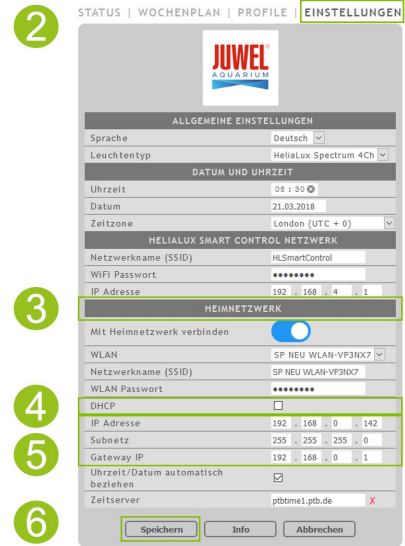 2
STATUS | WOCHENPLAN | PROFILE | EINSTELLUNGEN
JUWEL
AQUARIUM
ALLGEMEINE EINSTELLUNGEN
Sprache Deutsch
Leuchtentyp HeliaLux Spectrum 4Ch
DATUM UND UHRZEIT
Uhrzeit 08 : 30
Datum 21.03.2018
Zeitzone London (UTC + 0)
HELIALUX SMART CONTROL NETZWERK
Netzwerkname (SSID) HLSmartControl
WiFi Passwort ●●●●●●●●
IP Adresse 192 . 168 . 4 . 1
3
HEIMNETZWERK
Mit Heimnetzwerk verbinden
WLAN SP NEU WLAN-VP3NX7
Netzwerkname (SSID) SP NEU WLAN-VP3NX7
WLAN Passwort ●●●●●●●●
4
DHCP
5
IP Adresse 192 . 168 . 0 . 142
Subnetz 255 . 255 . 255 . 0
Gateway IP 192 . 168 . 0 . 1
Uhrzeit/Datum automatisch
beziehen
Zeitserver ptbtime1.ptb.de X
6
Speichern Info Abbrechen